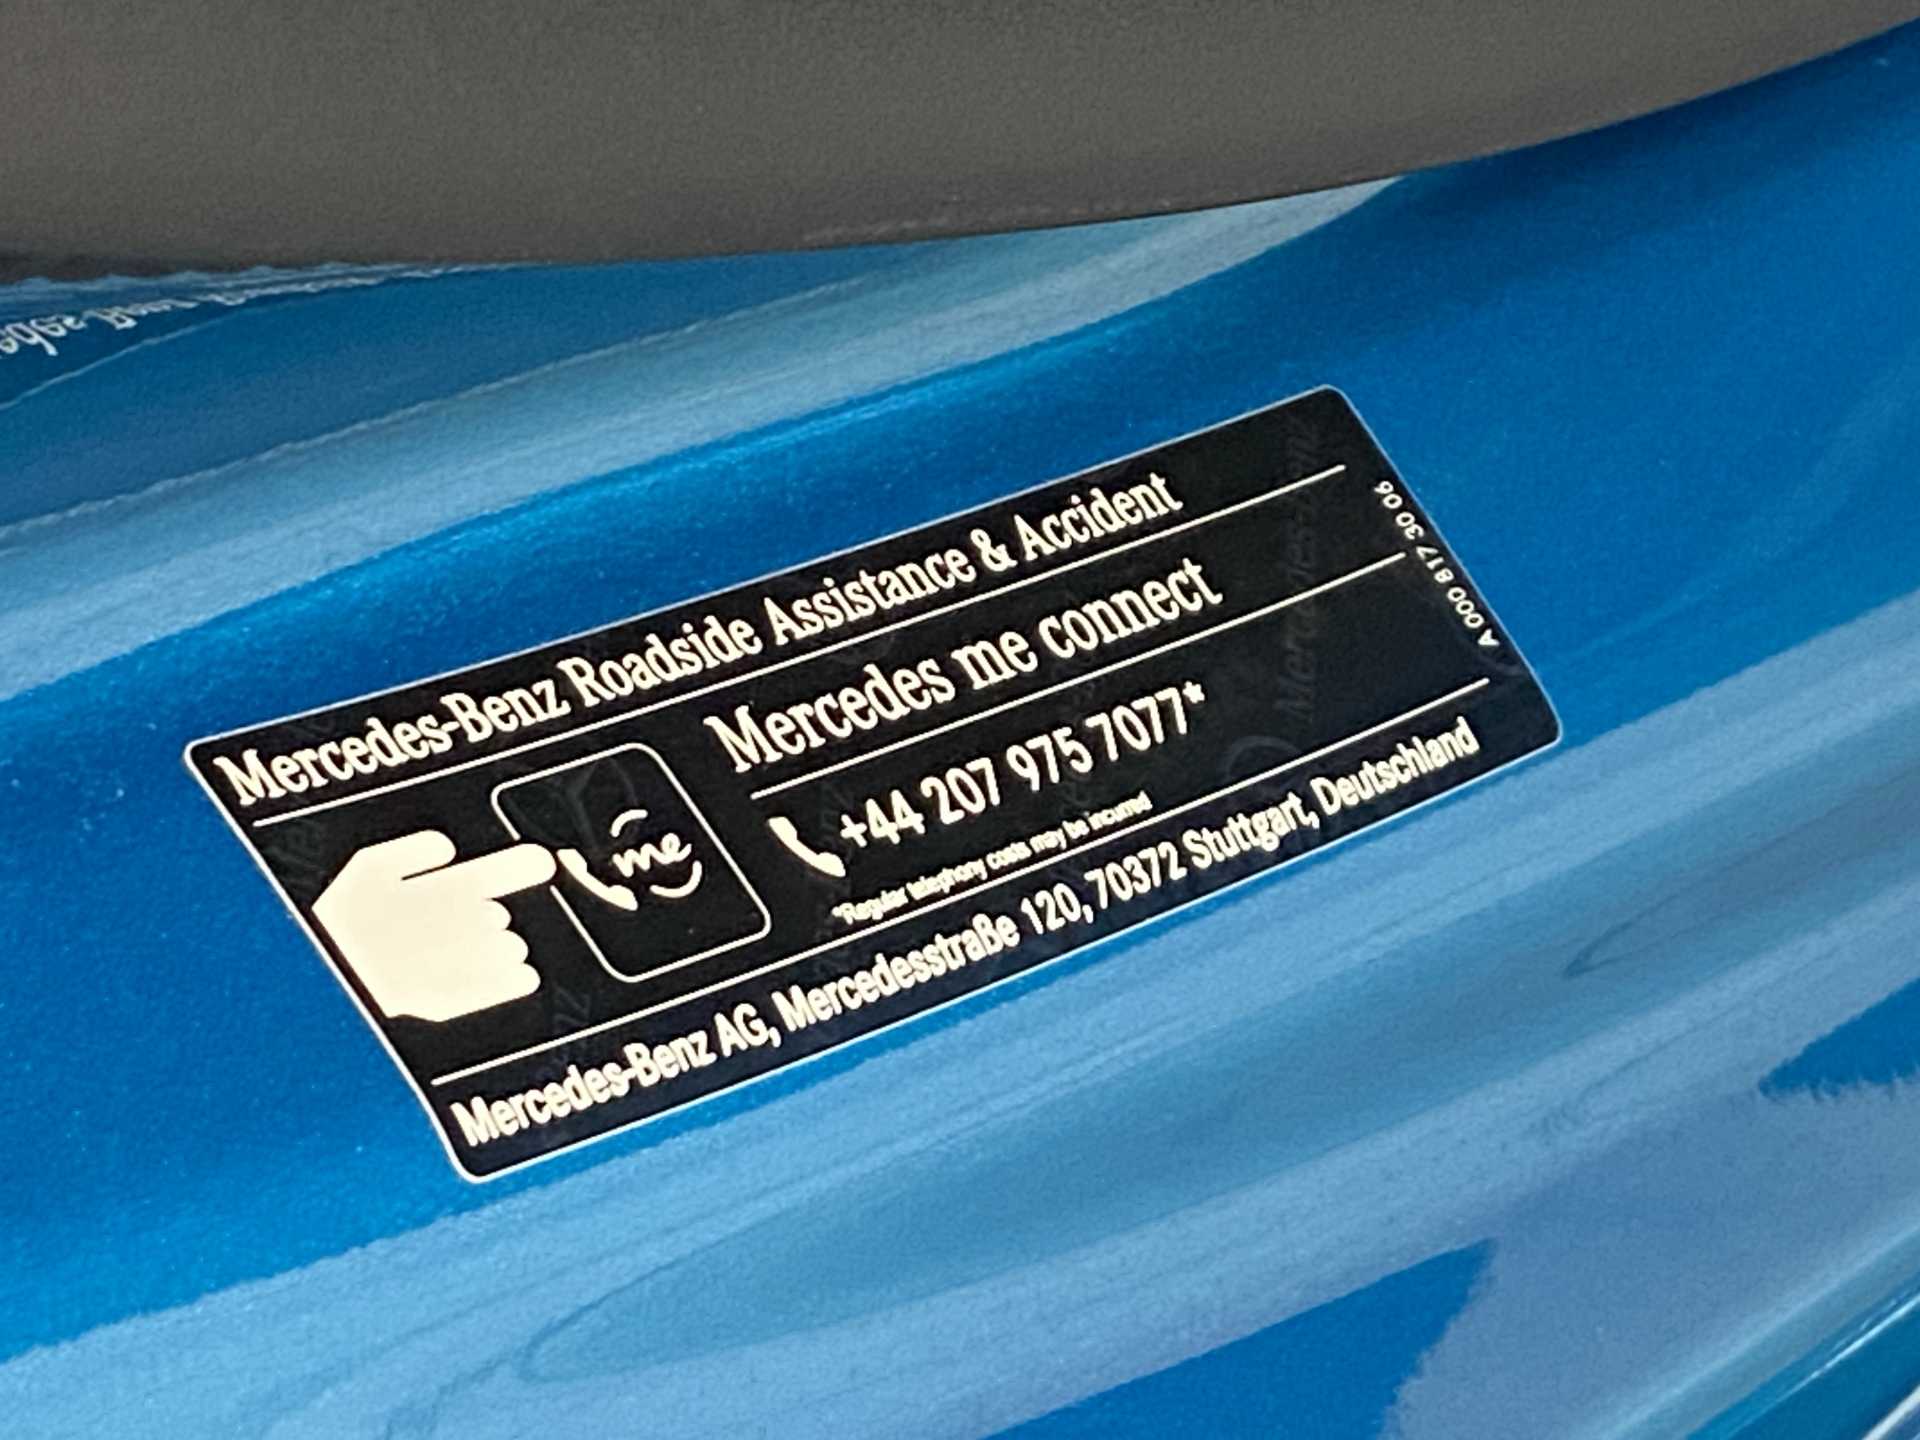 Mercedes-Benz Roadside Assistance & Accident
me
Mercedes me connect
+44 207 975 7077*
*Regular telephony costs may be incurred
Mercedes-Benz AG, Mercedesstraße 120, 70372 Stuttgart, Deutschland
A 000 817 30 06